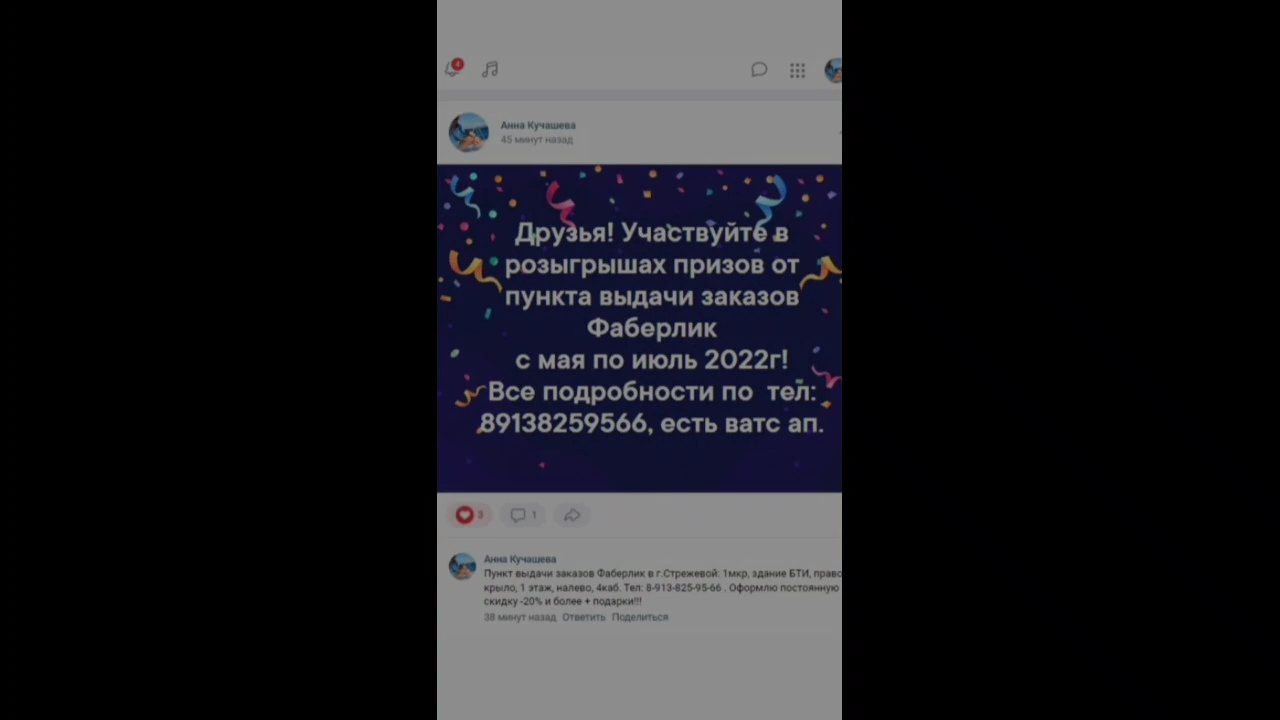 4
Анна Кучашева
45 минут назад
Друзья! Участвуйте в
розыгрышах призов от
пункта выдачи заказов
Фаберлик
с мая по июль 2022г!
Все подробности по  тел:
89138259566, есть ватс ап.
3
1
Анна Кучашева
Пункт выдачи заказов Фаберлик в г.Стрежевой: 1мкр, здание БТИ, право
крыло, 1 этаж, налево, 4каб. Тел: 8-913-825-95-66 . Оформлю постоянную
скидку -20% и более + подарки!!!
38 минут назад Ответить Поделиться